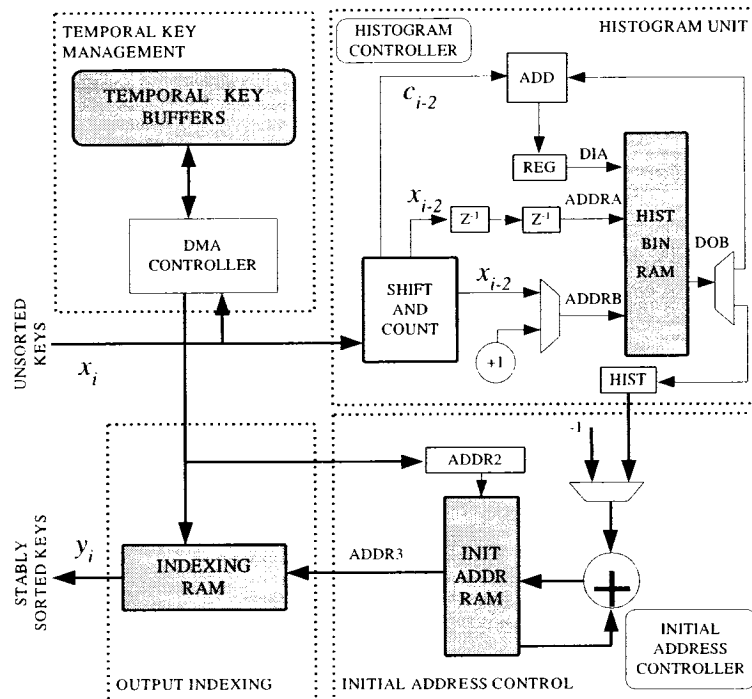 TEMPORAL KEY
MANAGEMENT
TEMPORAL KEY
BUFFERS
DMA
CONTROLLER
UNSORTED
KEYS
x_i
HISTOGRAM
CONTROLLER
HISTOGRAM UNIT
ADD
c_{i-2}
REG
DIA
x_{i-2}
Z^{-1}
Z^{-1}
ADDRA
HIST
BIN
RAM
DOB
SHIFT
AND
COUNT
x_{i-2}
ADDRB
+1
HIST
-1
ADDR2
STABLY
SORTED KEYS
y_i
INDEXING
RAM
ADDR3
INIT
ADDR
RAM
+
INITIAL
ADDRESS
CONTROLLER
OUTPUT INDEXING
INITIAL ADDRESS CONTROL